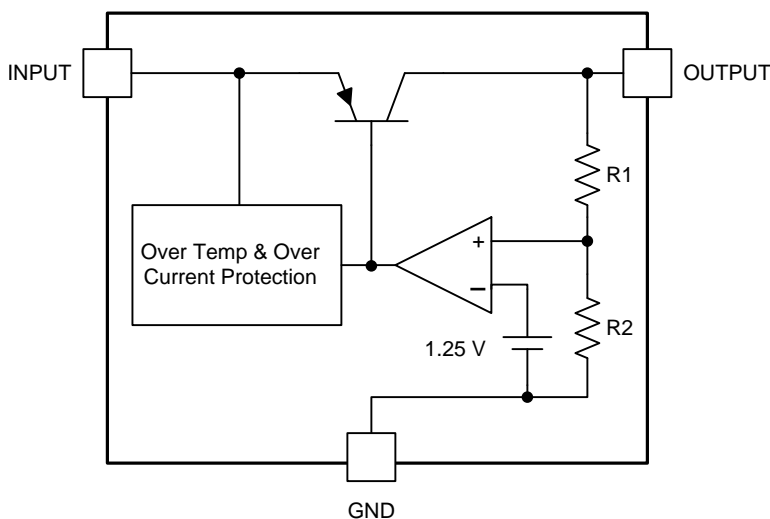 INPUT
OUTPUT
R1
Over Temp & Over
Current Protection
+
−
R2
1.25 V
GND